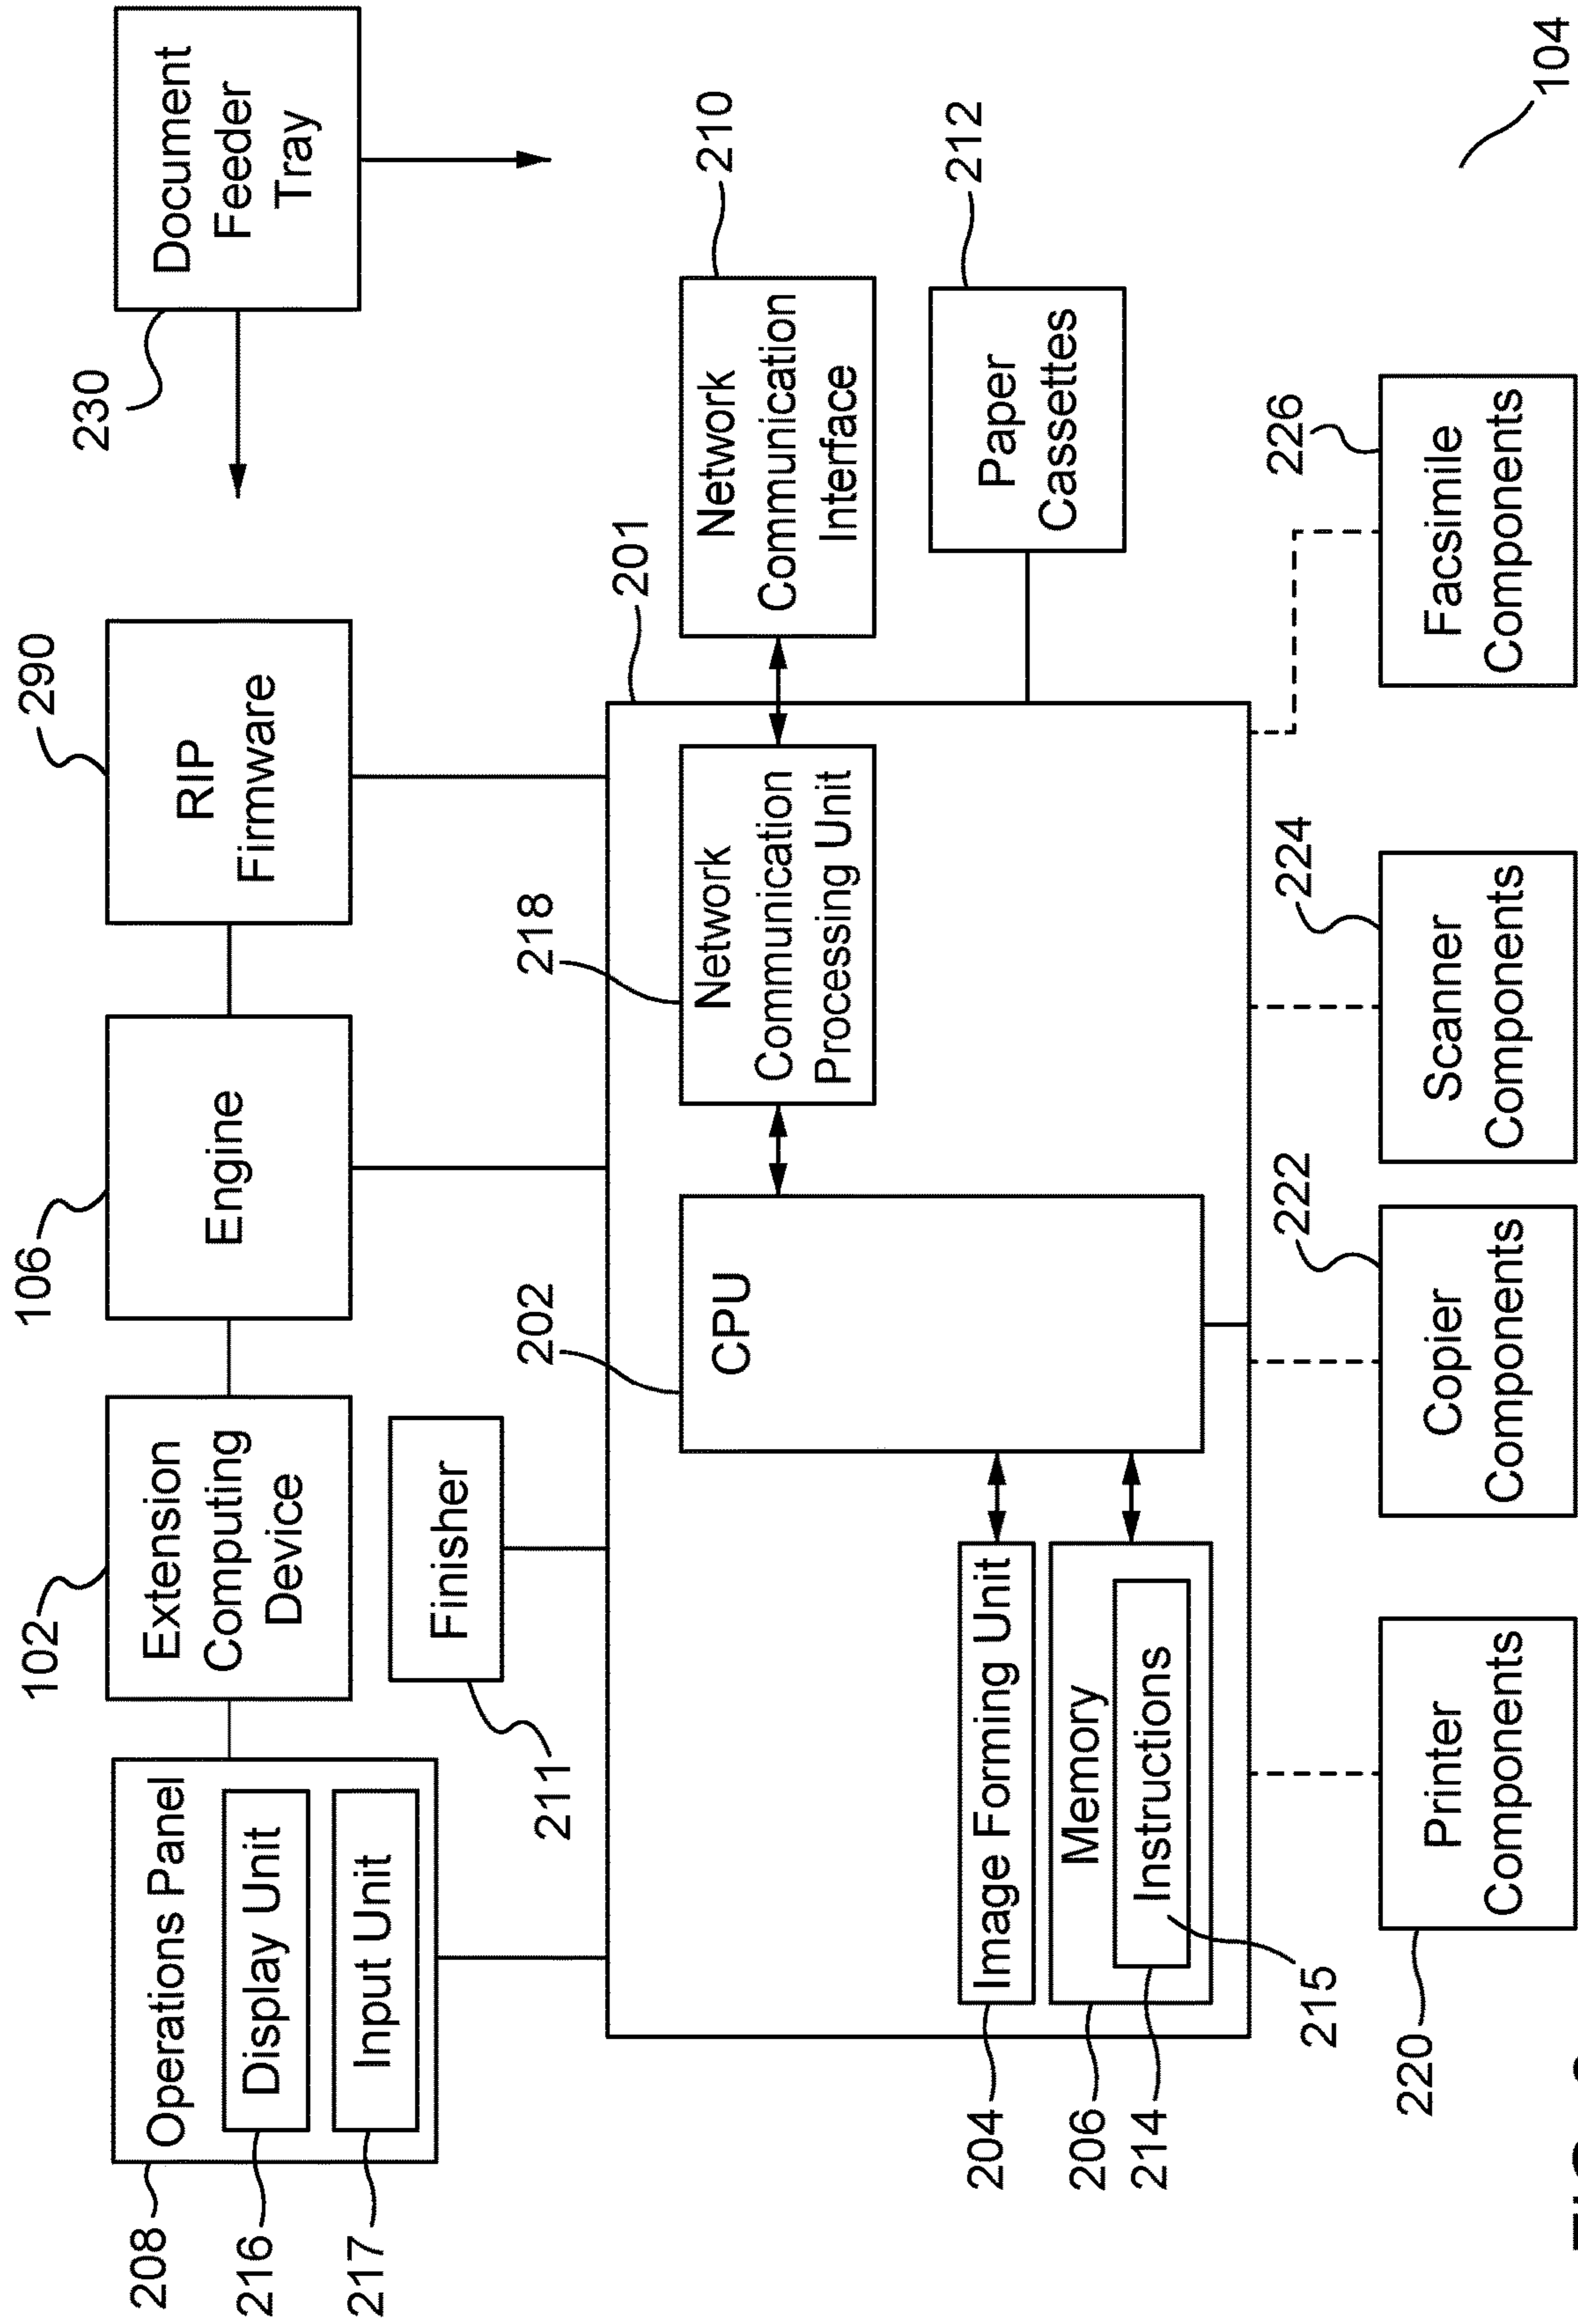 208
Operations Panel
216
Display Unit
217
Input Unit
102
Extension
Computing
Device
106
Engine
290
RIP
Firmware
230
Document
Feeder
Tray
211
Finisher
201
202
CPU
218
Network
Communication
Processing Unit
210
Network
Communication
Interface
212
Paper
Cassettes
204
Image Forming Unit
206
Memory
214
Instructions
215
220
Printer
Components
222
Copier
Components
224
Scanner
Components
226
Facsimile
Components
104